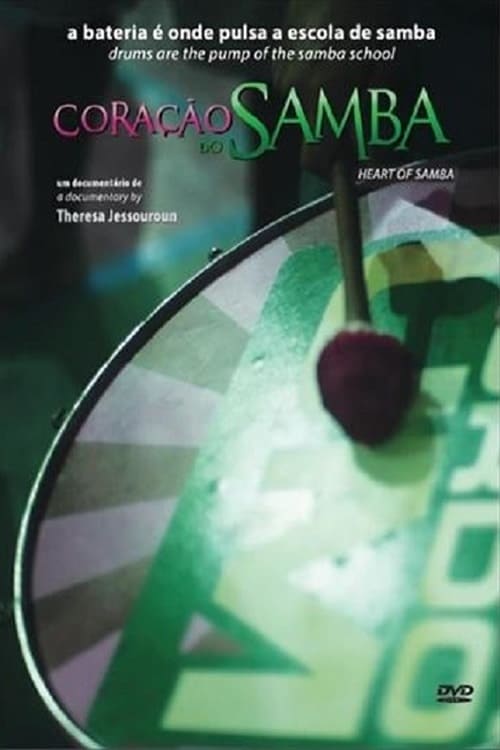 a bateria é onde pulsa a escola de samba
drums are the pump of the samba school
CORAÇÃO DO SAMBA
HEART OF SAMBA
um documentário de
a documentary by
Theresa Jessouroun
DVD